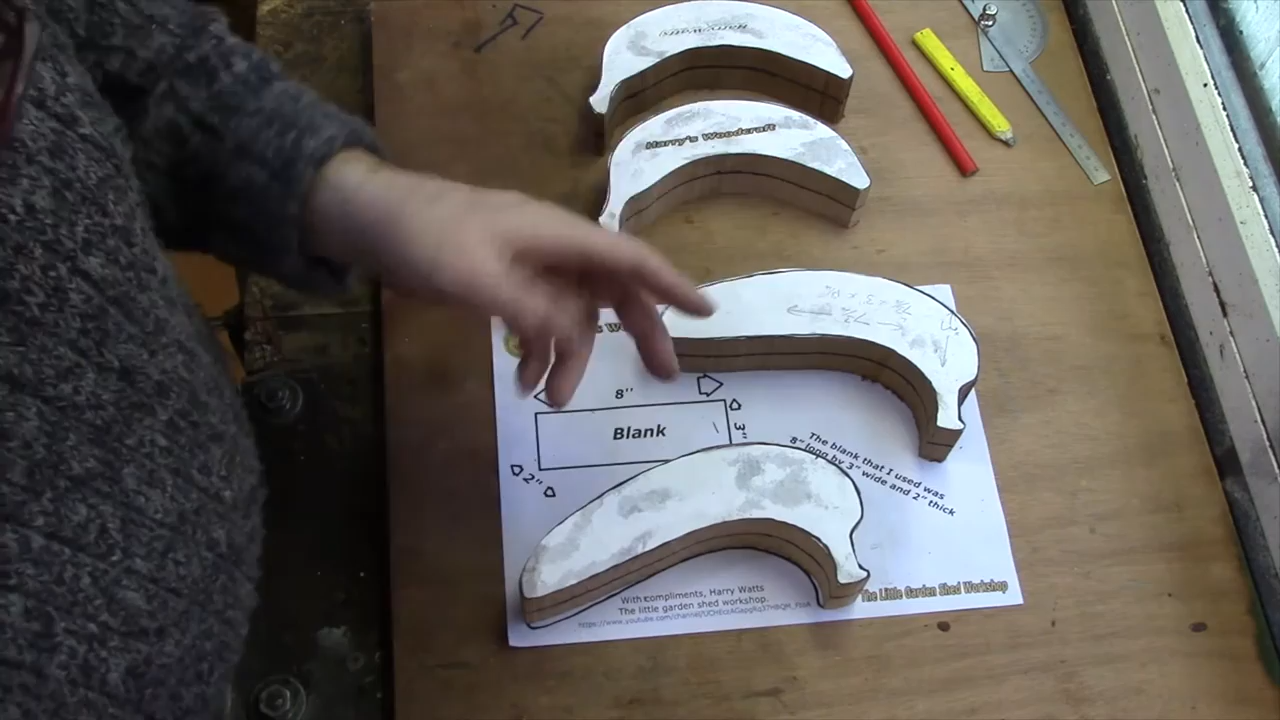 Harry's Woodcraft
8"
Blank
3"
2"
The blank that I used was
8" long by 3" wide and 2" thick
With compliments, Harry Watts
The little garden shed workshop.
The Little Garden Shed Workshop